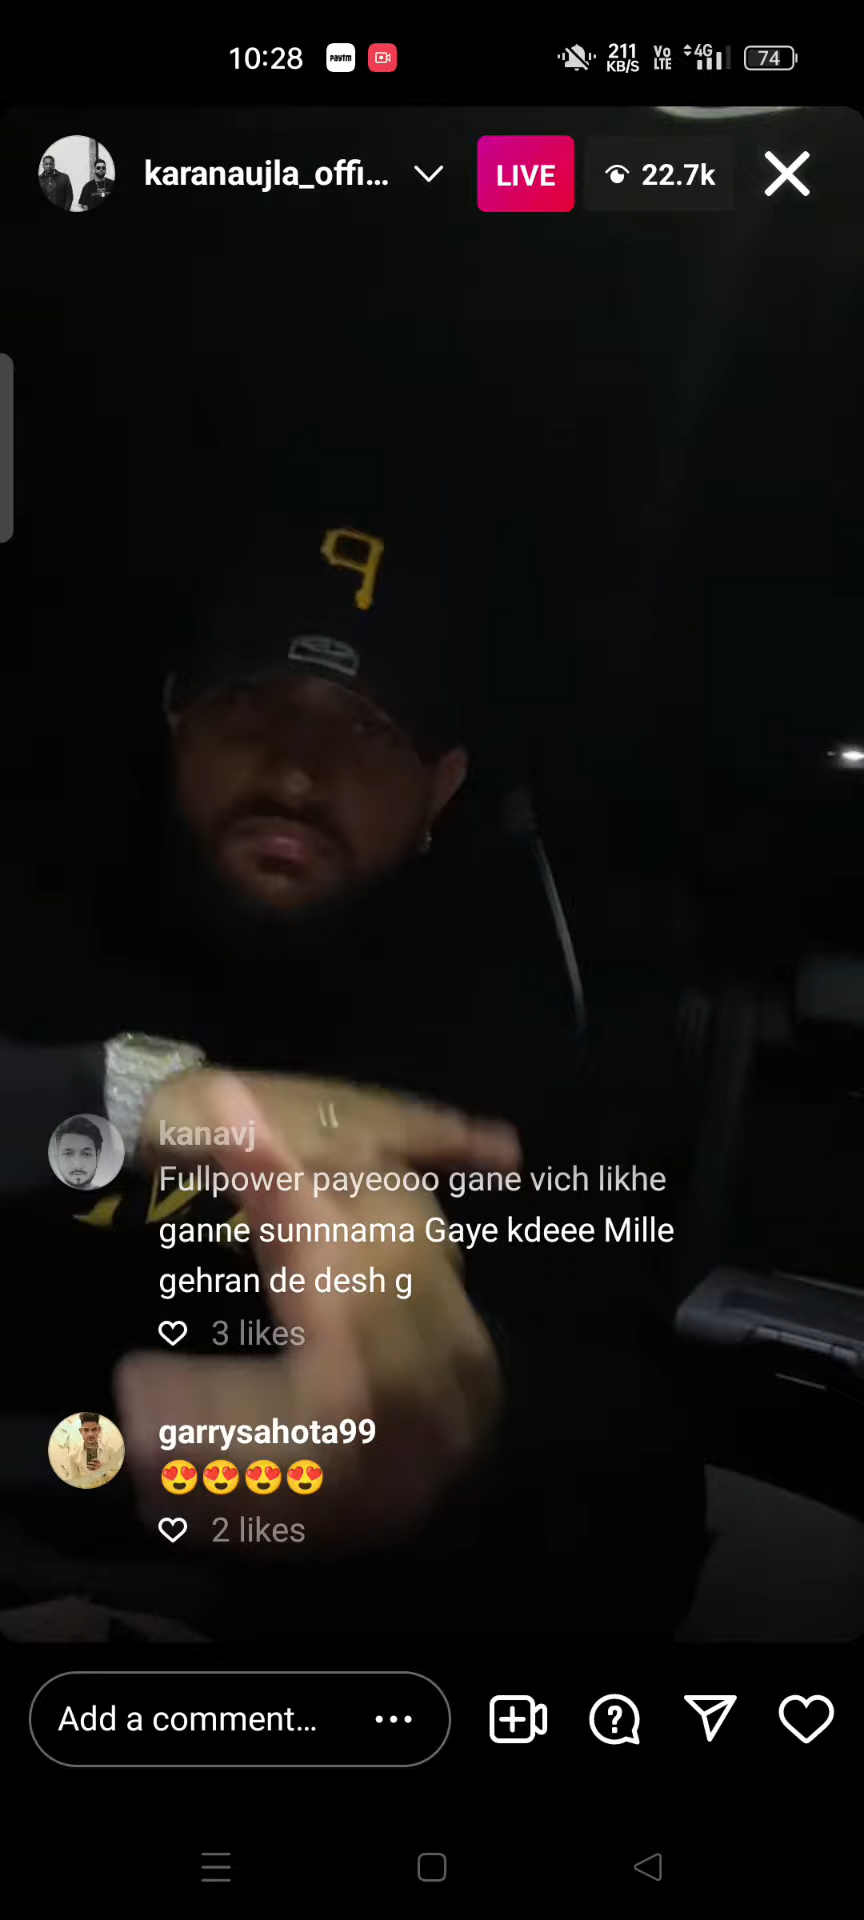 10:28
paytm
211
KB/S
Vo
LTE
4G
74
karanaujla_offi...
LIVE
22.7k
P
kanavj
Fullpower payeooo gane vich likhe
ganne sunnnama Gaye kdeee Mille
gehran de desh g
3 likes
garrysahota99
😍😍😍😍
2 likes
Add a comment...